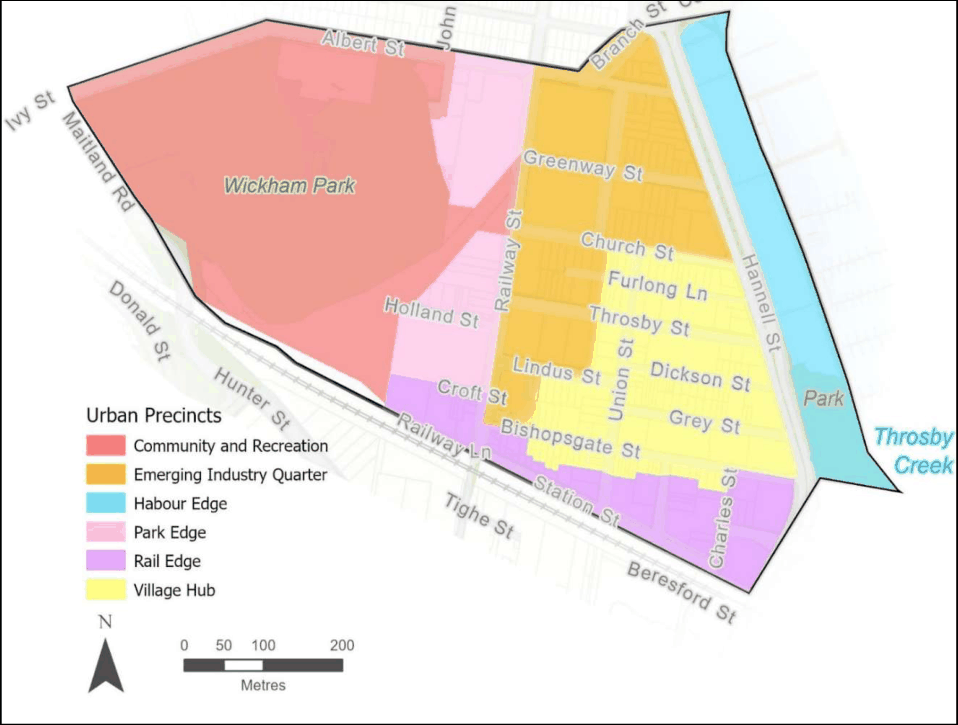 Branch St
John
Albert St
Ivy St
Maitland Rd
Greenway St
Wickham Park
Church St
Railway St
Furlong Ln
Hannell St
Holland St
Throsby St
Donald St
Lindus St
Union St
Dickson St
Hunter St
Croft St
Park
Grey St
Railway Ln
Bishopsgate St
Throsby
Creek
Station St
Charles St
Tighe St
Beresford St
Urban Precincts
Community and Recreation
Emerging Industry Quarter
Habour Edge
Park Edge
Rail Edge
Village Hub
N
0 50 100 200
Metres